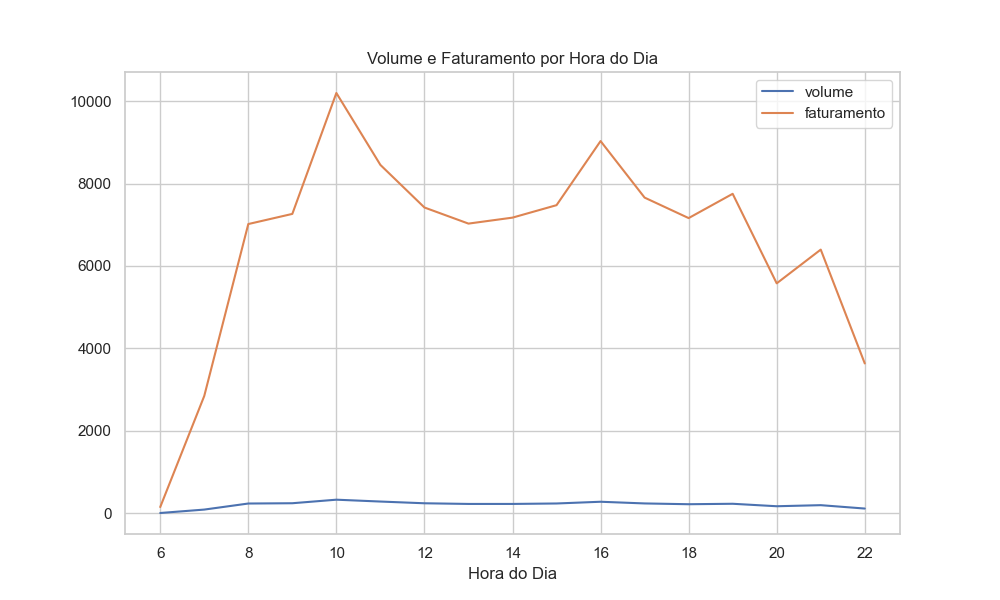 Volume e Faturamento por Hora do Dia
volume
faturamento
10000
8000
6000
4000
2000
0
6 8 10 12 14 16 18 20 22
Hora do Dia